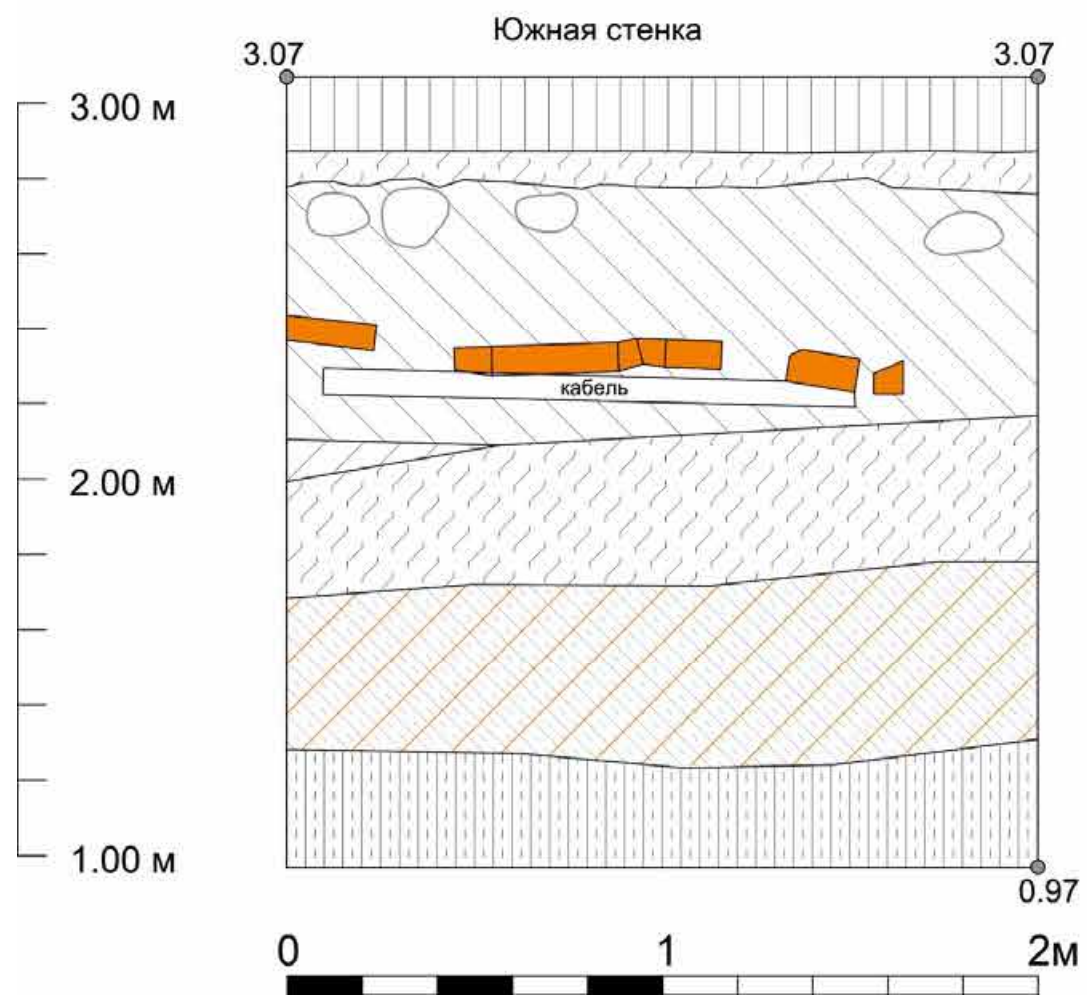 Южная стенка
3.07 3.07
3.00 м
кабель
2.00 м
1.00 м
0.97
0 1 2м